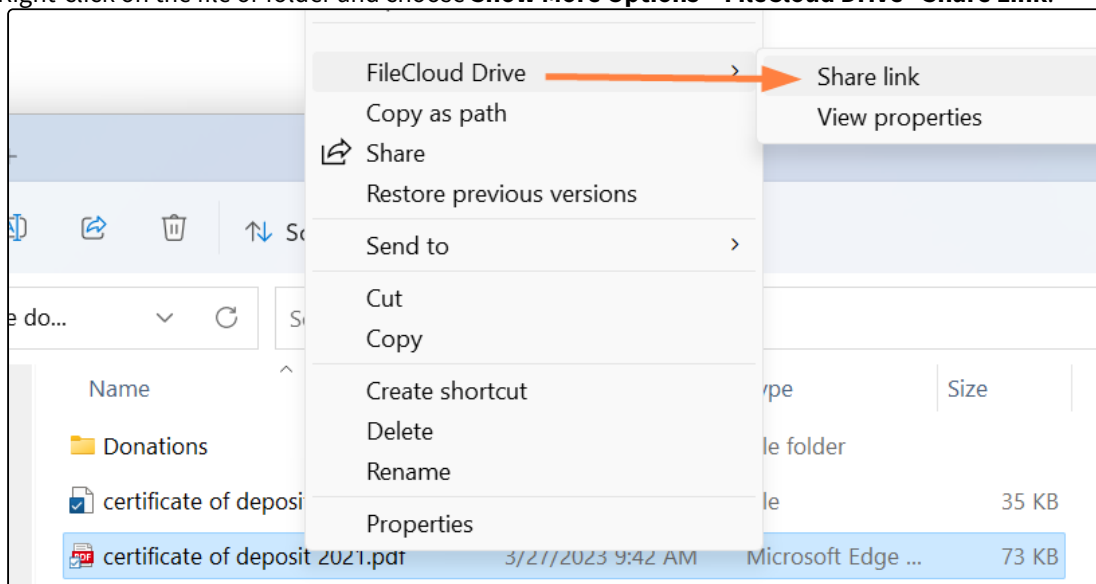 FileCloud Drive
Share link
Copy as path
View properties
Share
Restore previous versions
Send to
Cut
Copy
Name
Size
Create shortcut
Donations
Delete
Rename
certificate of
35 KB
Properties
certificate of deposit 2021.pdf 3/27/2023 9:42 AM Microsoft Edge ... 73 KB